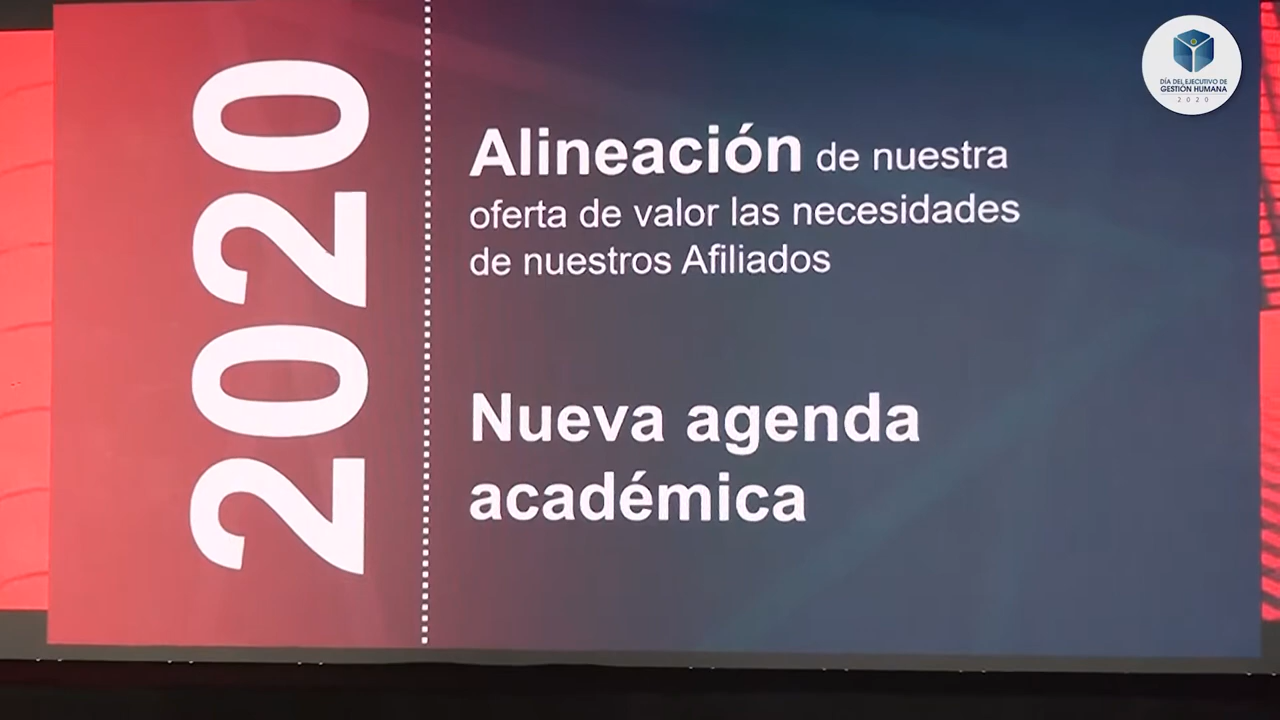 2020
Alineación de nuestra
oferta de valor las necesidades
de nuestros Afiliados
Nueva agenda
académica
DÍA DEL EJECUTIVO DE
GESTIÓN HUMANA
2020